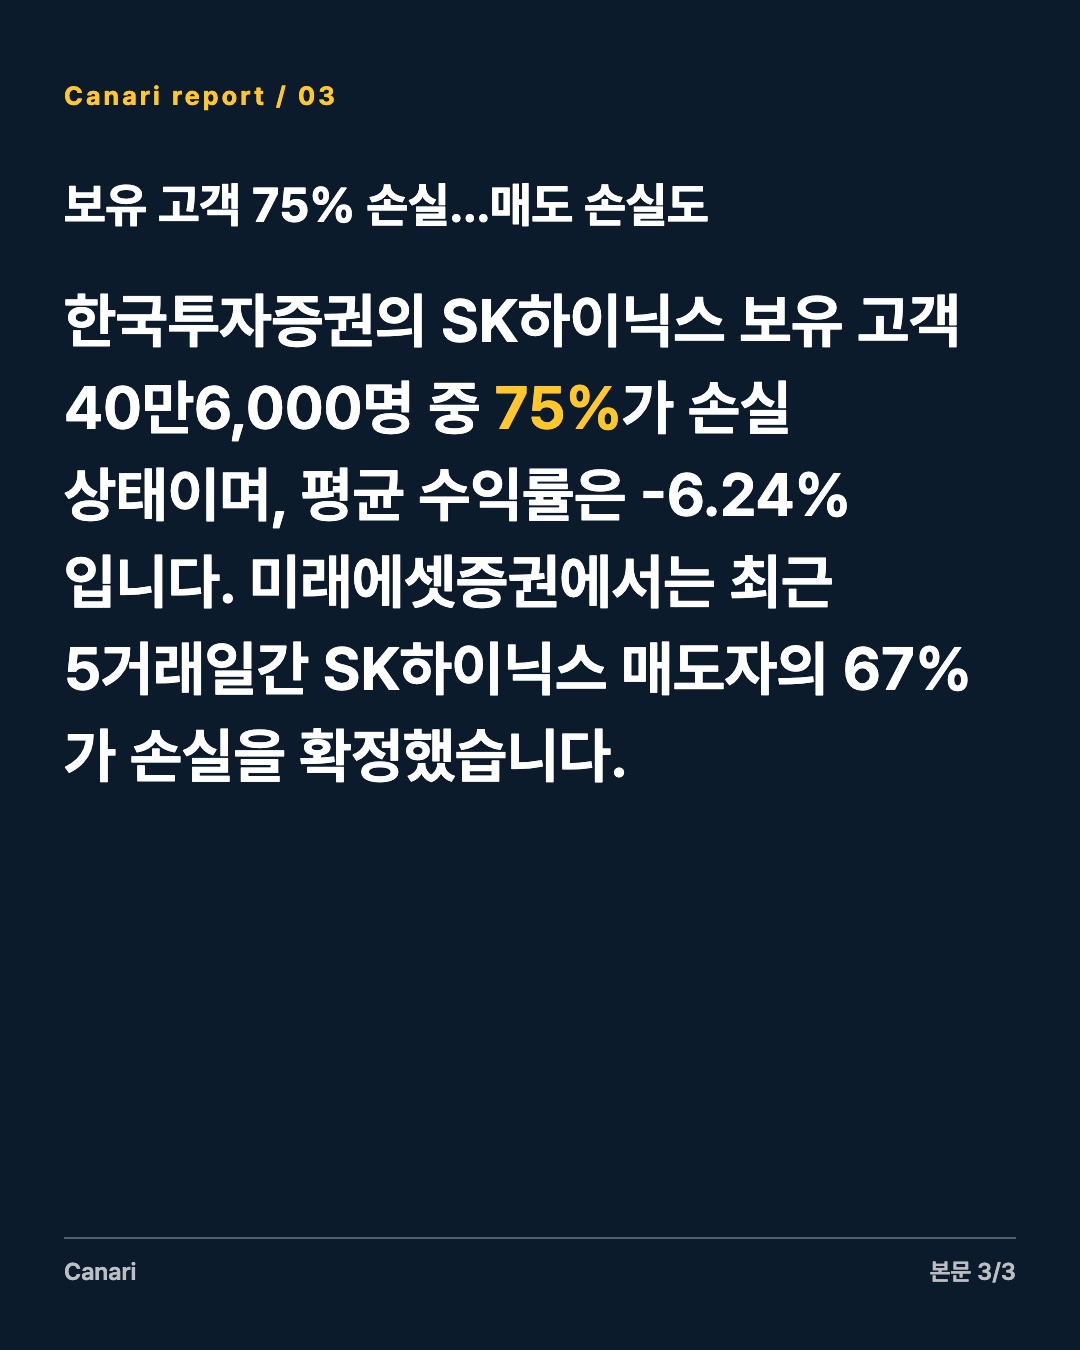 Canari report / 03
보유 고객 75% 손실...매도 손실도
한국투자증권의 SK하이닉스 보유 고객
40만6,000명 중 75%가 손실
상태이며, 평균 수익률은 -6.24%
입니다. 미래에셋증권에서는 최근
5거래일간 SK하이닉스 매도자의 67%
가 손실을 확정했습니다.
Canari
본문 3/3